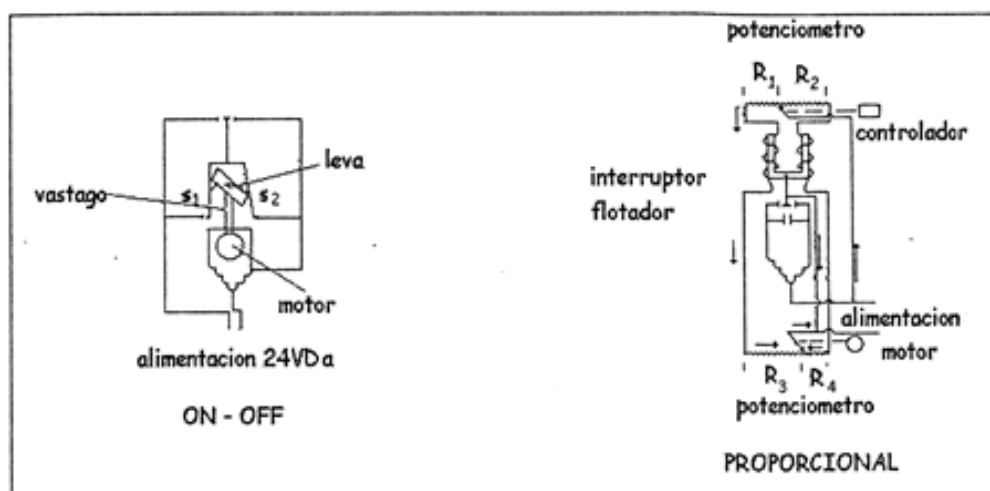 leva
s1 s2
vastago
motor
alimentacion 24VDa
ON - OFF
potenciometro
R1 R2
controlador
interruptor
flotador
alimentacion
motor
R3 R4
potenciometro
PROPORCIONAL